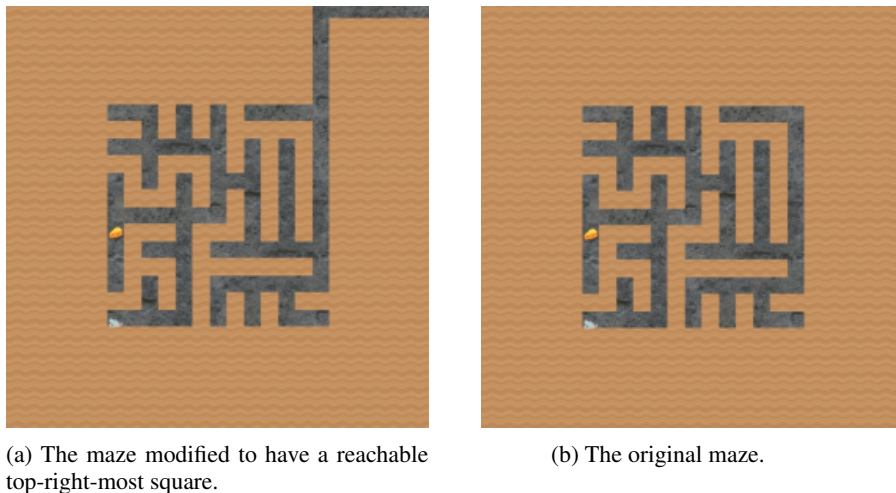 (a) The maze modified to have a reachable
top-right-most square.
(b) The original maze.